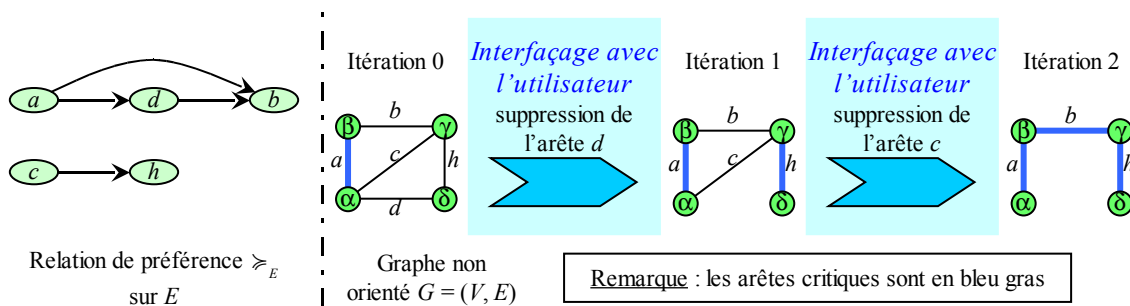 a
d
b
c
h
Relation de préférence ≽E
sur E
Itération 0
β
b
γ
a
c
h
α
d
δ
Graphe non
orienté G = (V, E)
Interfaçage avec
l'utilisateur
suppression de
l'arête d
Itération 1
β
b
γ
a
c
h
α
δ
Interfaçage avec
l'utilisateur
suppression de
l'arête c
Itération 2
β
b
γ
a
h
α
δ
Remarque : les arêtes critiques sont en bleu gras